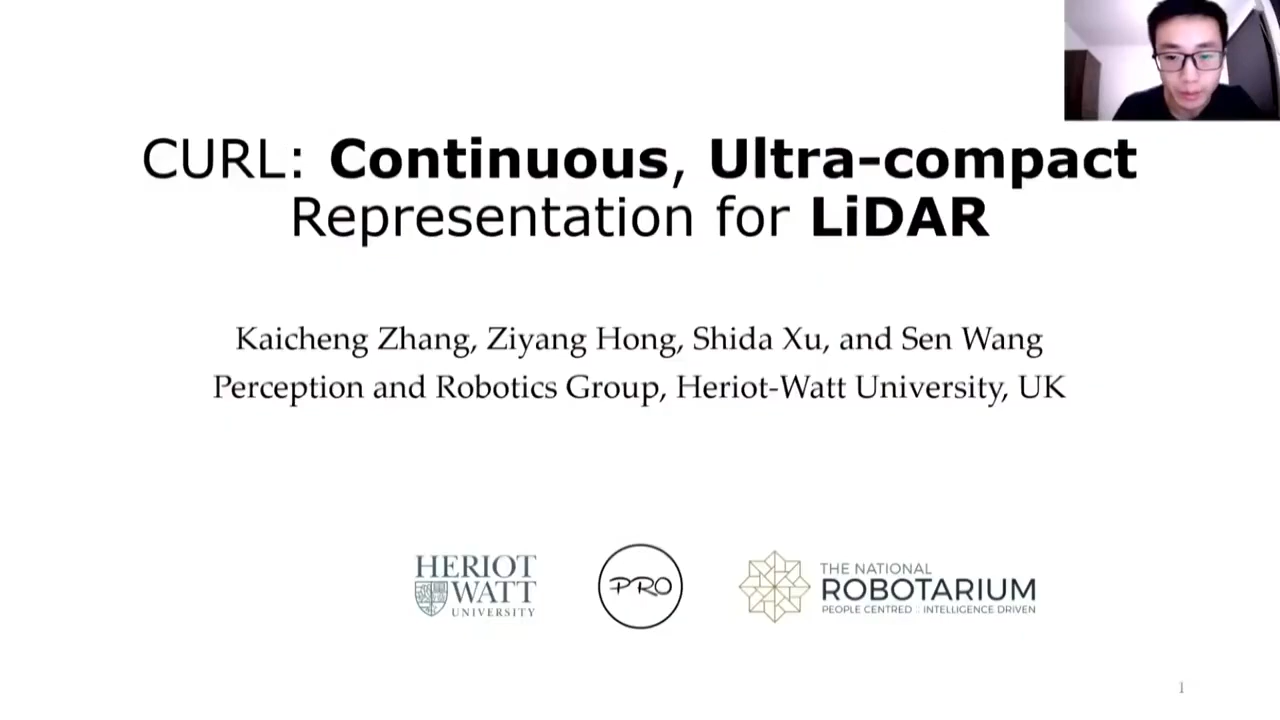 CURL: Continuous, Ultra-compact
Representation for LiDAR
Kaicheng Zhang, Ziyang Hong, Shida Xu, and Sen Wang
Perception and Robotics Group, Heriot-Watt University, UK
HERIOT
WATT
UNIVERSITY
PRO
THE NATIONAL
ROBOTARIUM
PEOPLE CENTRED :: INTELLIGENCE DRIVEN
1